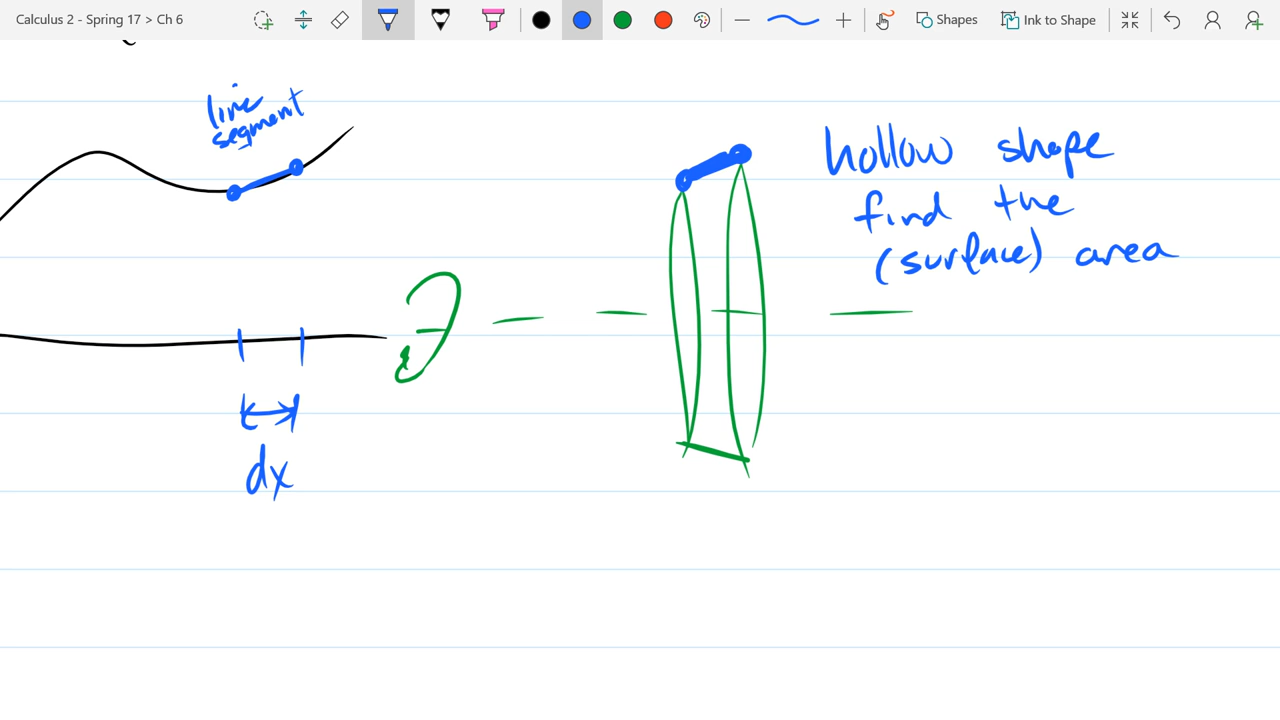 Calculus 2 - Spring 17 > Ch 6
Shapes
Ink to Shape
line
segment
hollow shape
find the
(surface) area
dx